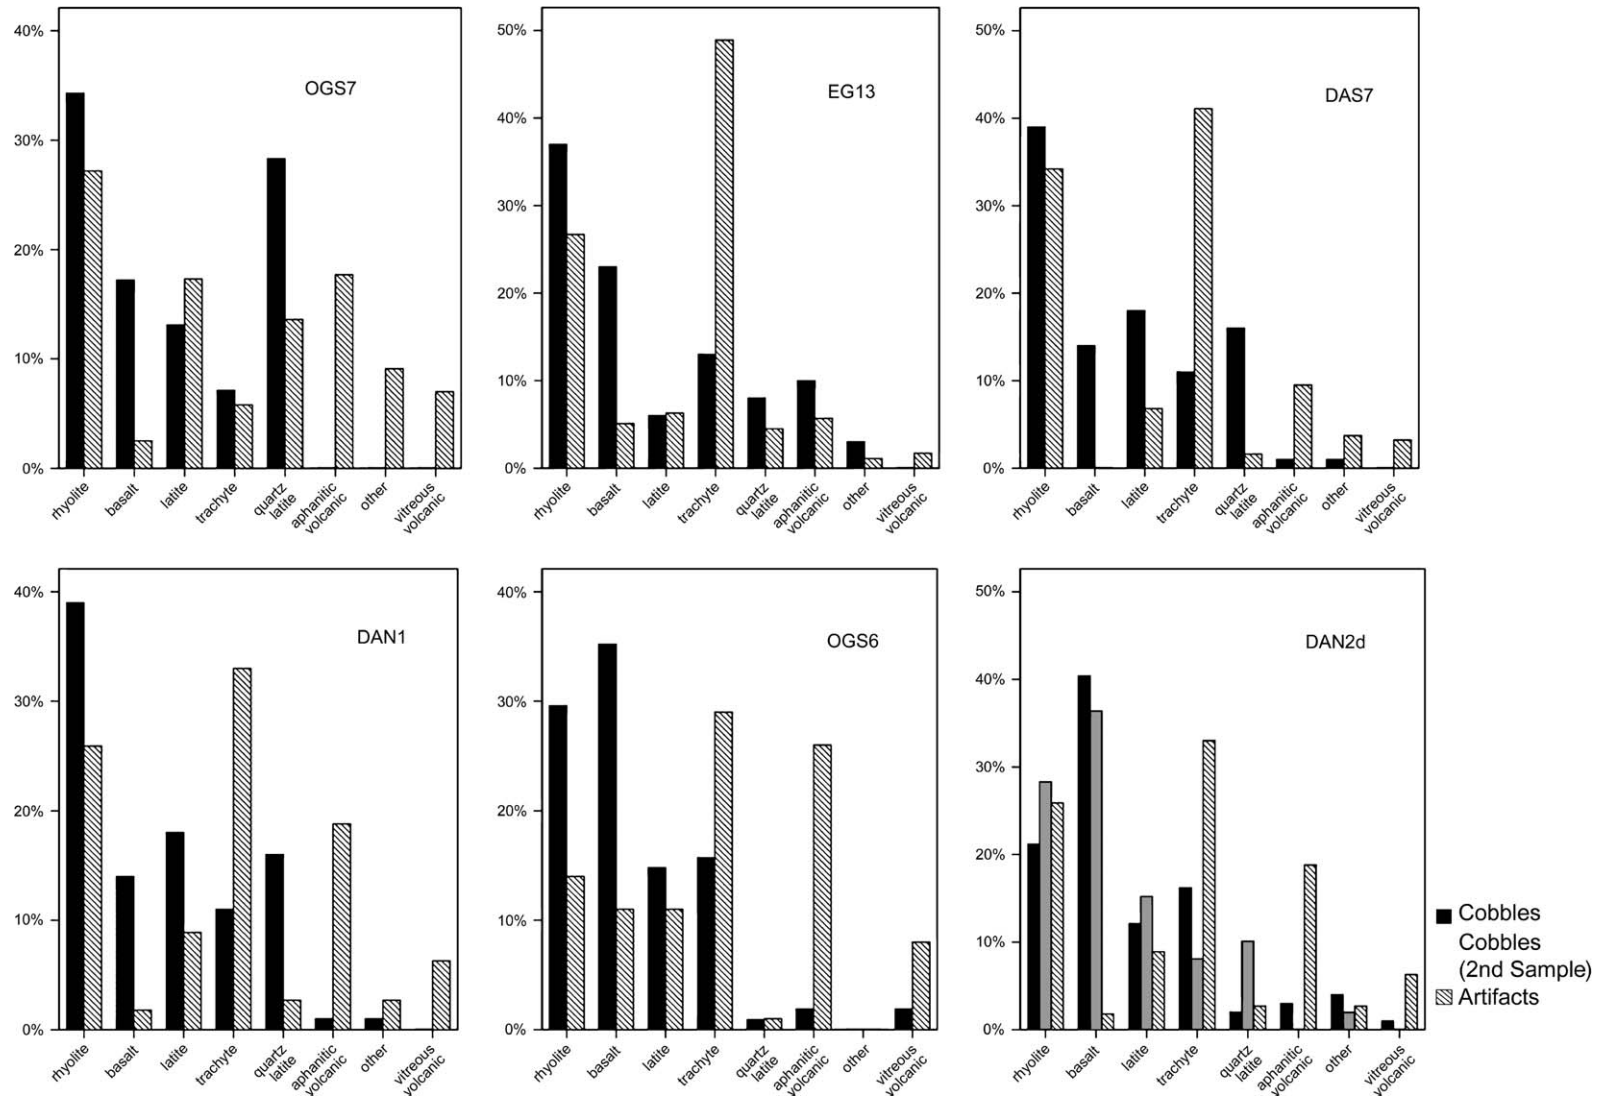 OGS7
40%
30%
20%
10%
0%
rhyolite
basalt
latite
trachyte
quartz
latite
aphanitic
volcanic
other
vitreous
volcanic
EG13
50%
40%
30%
20%
10%
0%
rhyolite
basalt
latite
trachyte
quartz
latite
aphanitic
volcanic
other
vitreous
volcanic
DAS7
50%
40%
30%
20%
10%
0%
rhyolite
basalt
latite
trachyte
quartz
latite
aphanitic
volcanic
other
vitreous
volcanic
DAN1
40%
30%
20%
10%
0%
rhyolite
basalt
latite
trachyte
quartz
latite
aphanitic
volcanic
other
vitreous
volcanic
OGS6
40%
30%
20%
10%
0%
rhyolite
basalt
latite
trachyte
quartz
latite
aphanitic
volcanic
other
vitreous
volcanic
DAN2d
50%
40%
30%
20%
10%
0%
rhyolite
basalt
latite
trachyte
quartz
latite
aphanitic
volcanic
other
vitreous
volcanic
Cobbles
Cobbles
(2nd Sample)
Artifacts